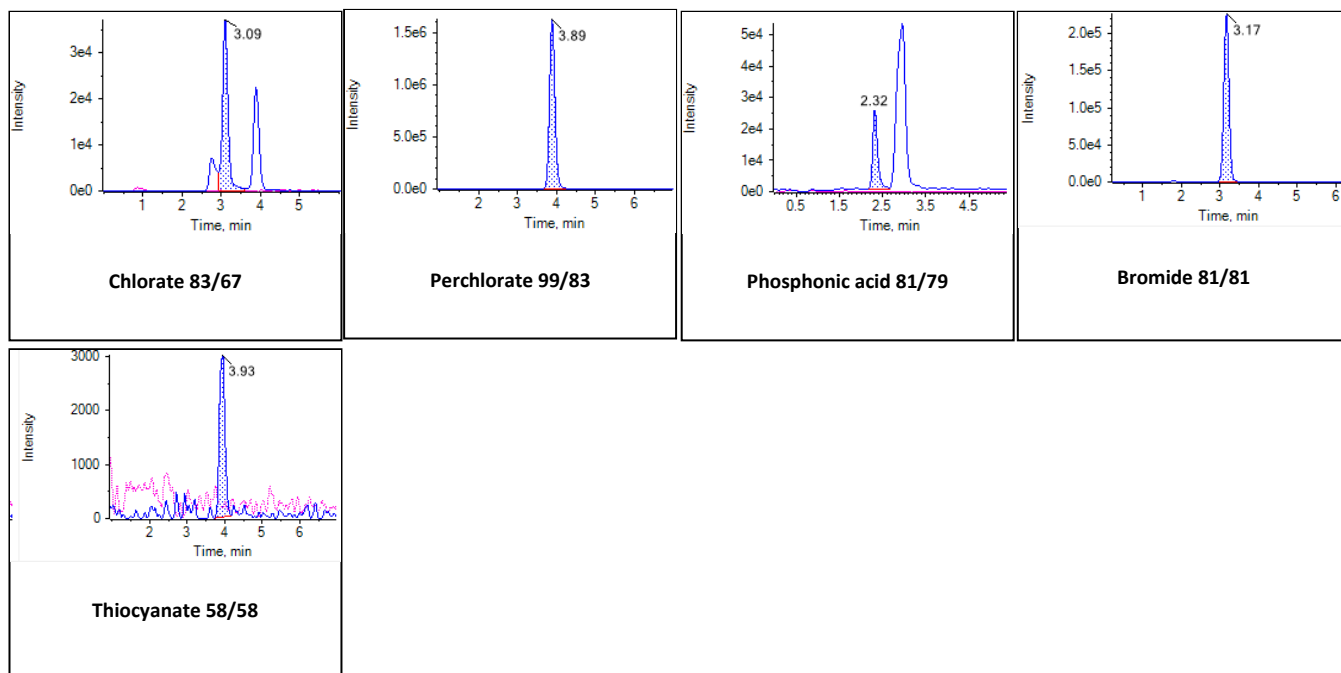 Intensity
3e4
2e4
1e4
0e0
3.09
1 2 3 4 5
Time, min
Chlorate 83/67
Intensity
1.5e6
1.0e6
5.0e5
0.0e0
3.89
2 3 4 5 6
Time, min
Perchlorate 99/83
Intensity
5e4
4e4
3e4
2e4
1e4
0e0
2.32
0.5 1.5 2.5 3.5 4.5
Time, min
Phosphonic acid 81/79
Intensity
2.0e5
1.5e5
1.0e5
5.0e4
0.0e0
3.17
1 2 3 4 5 6
Time, min
Bromide 81/81
Intensity
3000
2000
1000
0
3.93
2 3 4 5 6
Time, min
Thiocyanate 58/58